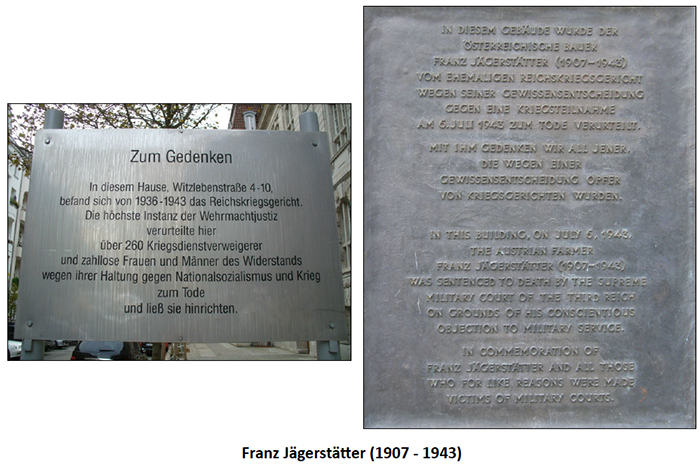 Zum Gedenken
In diesem Hause, Witzlebenstraße 4-10,
befand sich von 1936-1943 das Reichskriegsgericht.
Die höchste Instanz der Wehrmachtjustiz
verurteilte hier
über 260 Kriegsdienstverweigerer
und zahllose Frauen und Männer des Widerstands
wegen ihrer Haltung gegen Nationalsozialismus und Krieg
zum Tode
und ließ sie hinrichten.
IN DIESEM GEBÄUDE WURDE DER
ÖSTERREICHISCHE BAUER
FRANZ JÄGERSTÄTTER (1907–1943)
VOM EHEMALIGEN REICHSKRIEGSGERICHT
WEGEN SEINER GEWISSENSENTSCHEIDUNG
GEGEN EINE KRIEGSTEILNAHME
AM 6. JULI 1943 ZUM TODE VERURTEILT.
MIT IHM GEDENKEN WIR ALL JENER,
DIE WEGEN EINER
GEWISSENSENTSCHEIDUNG OPFER
VON KRIEGSGERICHTEN WURDEN.
IN THIS BUILDING, ON JULY 6, 1943,
THE AUSTRIAN FARMER
FRANZ JÄGERSTÄTTER (1907–1943)
WAS SENTENCED TO DEATH BY THE SUPREME
MILITARY COURT OF THE THIRD REICH
ON GROUNDS OF HIS CONSCIENTIOUS
OBJECTION TO MILITARY SERVICE.
IN COMMEMORATION OF
FRANZ JÄGERSTÄTTER AND ALL THOSE
WHO FOR LIKE REASONS WERE MADE
VICTIMS OF MILITARY COURTS.
Franz Jägerstätter (1907 - 1943)